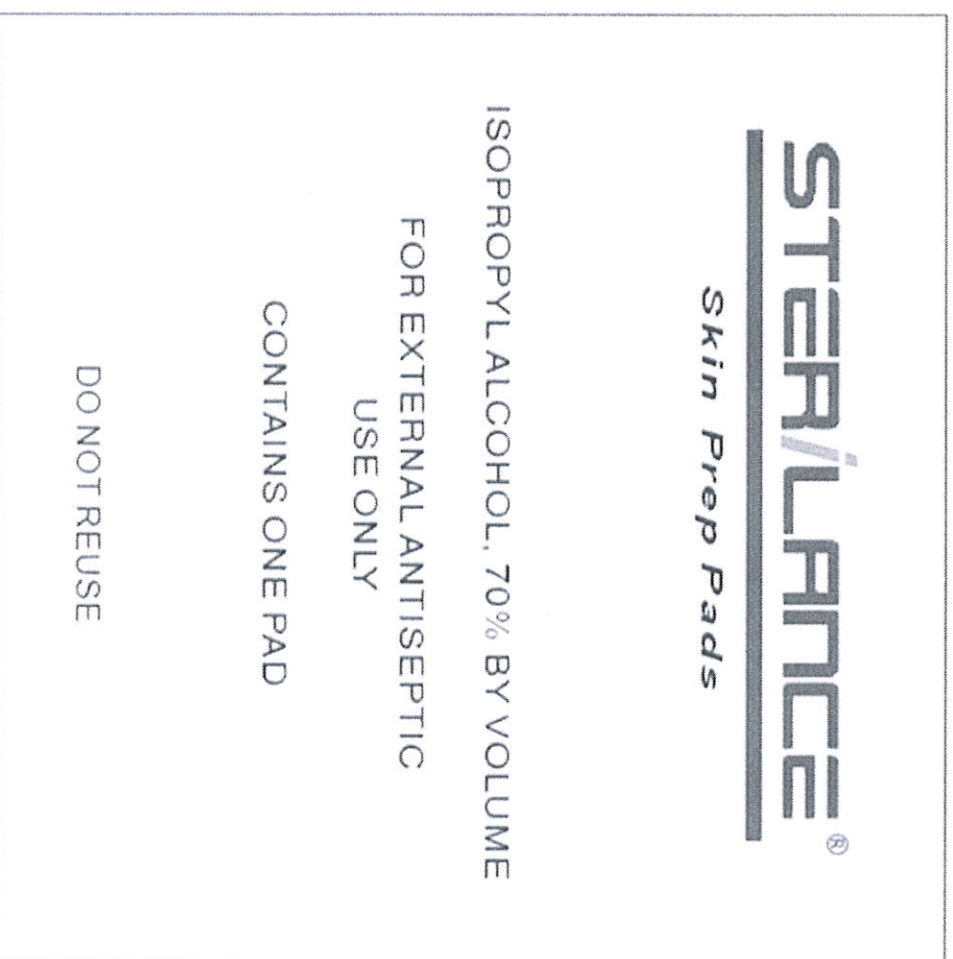 STERiLANCE®
Skin Prep Pads
ISOPROPYL ALCOHOL, 70% BY VOLUME
FOR EXTERNAL ANTISEPTIC
USE ONLY
CONTAINS ONE PAD
DO NOT REUSE